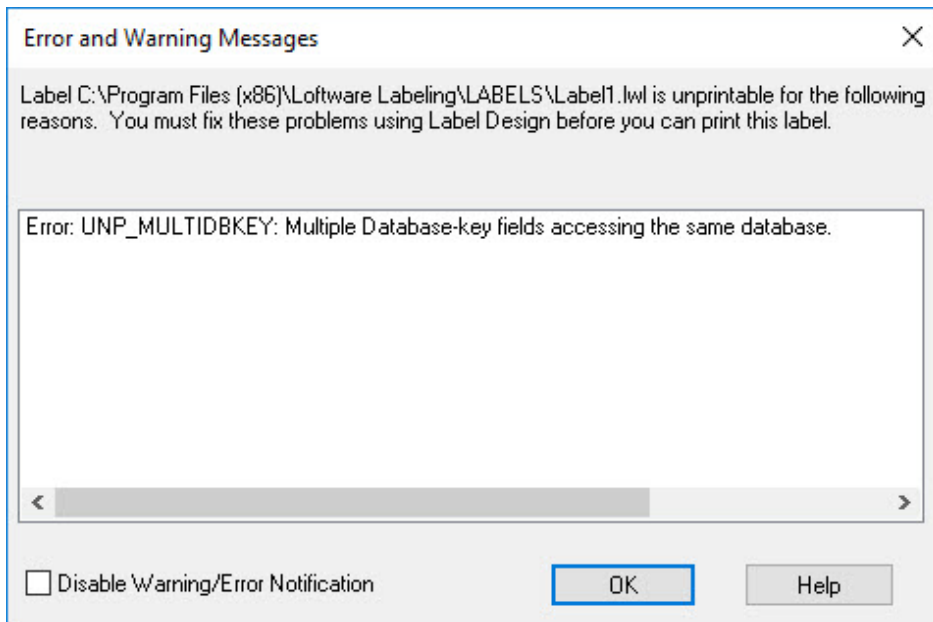 Error and Warning Messages
Label C:\Program Files (x86)\Loftware Labeling\LABELS\Label1.lwl is unprintable for the following
reasons.  You must fix these problems using Label Design before you can print this label.
Error: UNP_MULTIDBKEY: Multiple Database-key fields accessing the same database.
Disable Warning/Error Notification
OK
Help